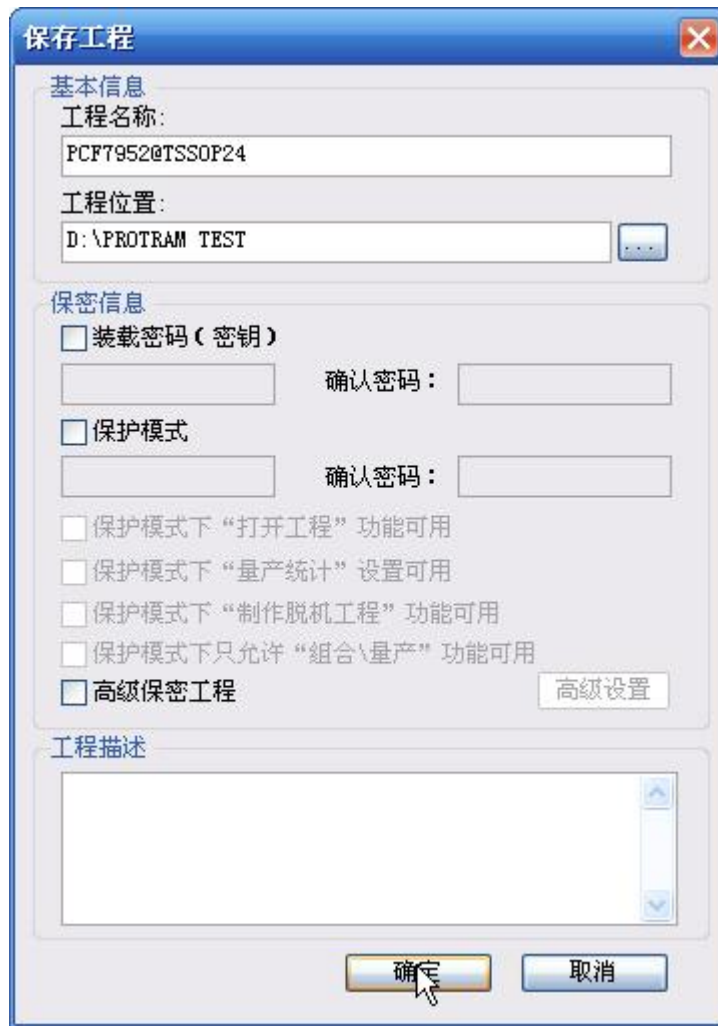 保存工程
基本信息
工程名称:
PCF7952@TSSOP24
工程位置:
D:\PROTRAM TEST
...
保密信息
装载密码(密钥)
确认密码:
保护模式
确认密码:
保护模式下“打开工程”功能可用
保护模式下“量产统计”设置可用
保护模式下“制作脱机工程”功能可用
保护模式下只允许“组合\量产”功能可用
高级保密工程 高级设置
工程描述
确定 取消